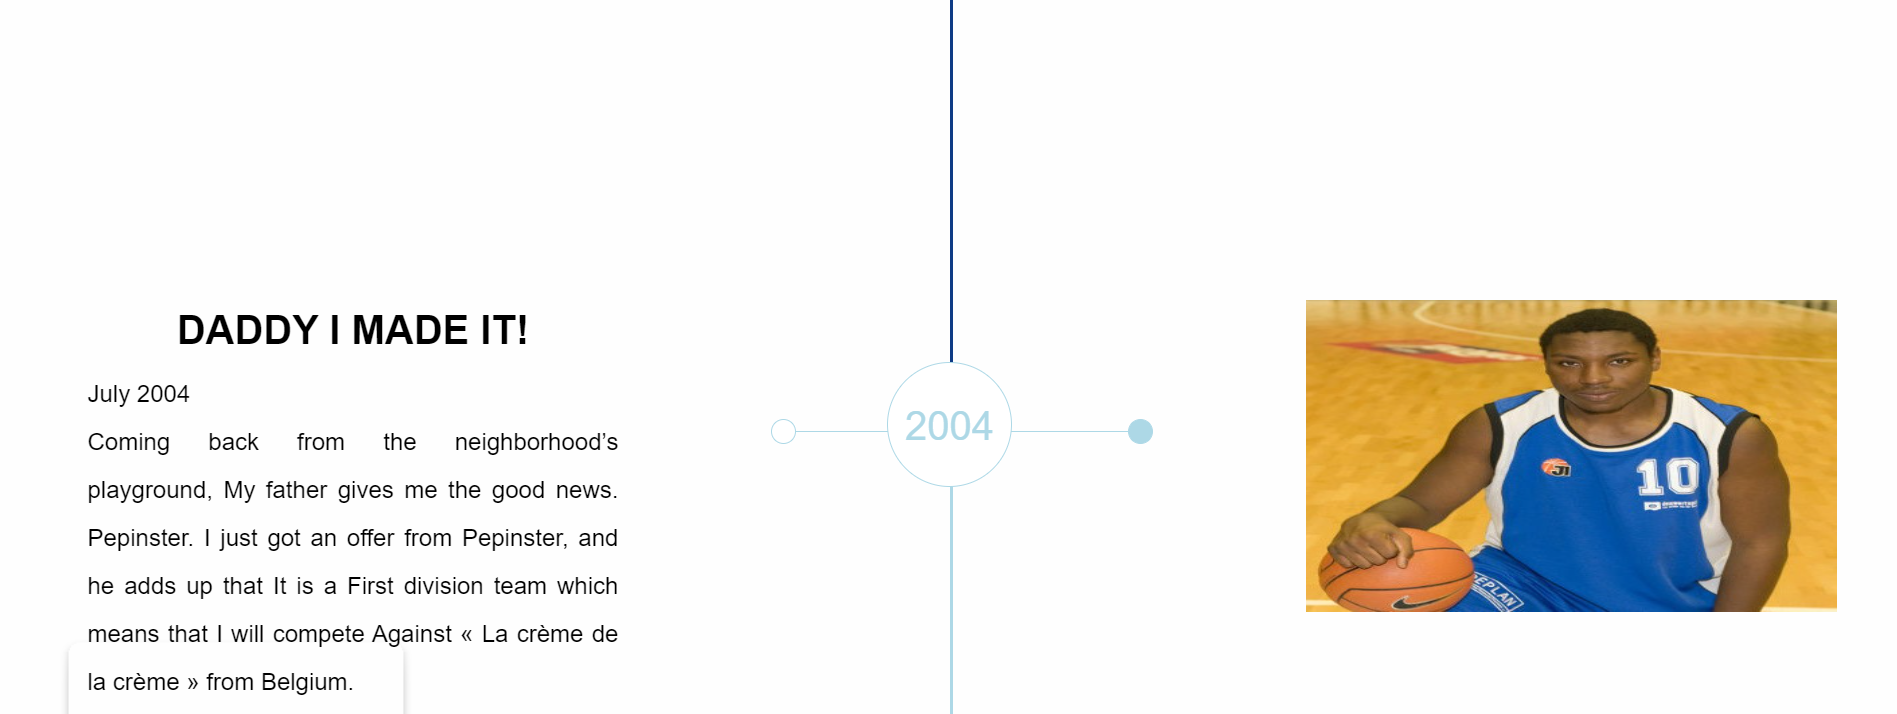 DADDY I MADE IT!
July 2004
Coming back from the neighborhood’s
playground, My father gives me the good news.
Pepinster. I just got an offer from Pepinster, and
he adds up that It is a First division team which
means that I will compete Against « La crème de
la crème » from Belgium.
2004
10